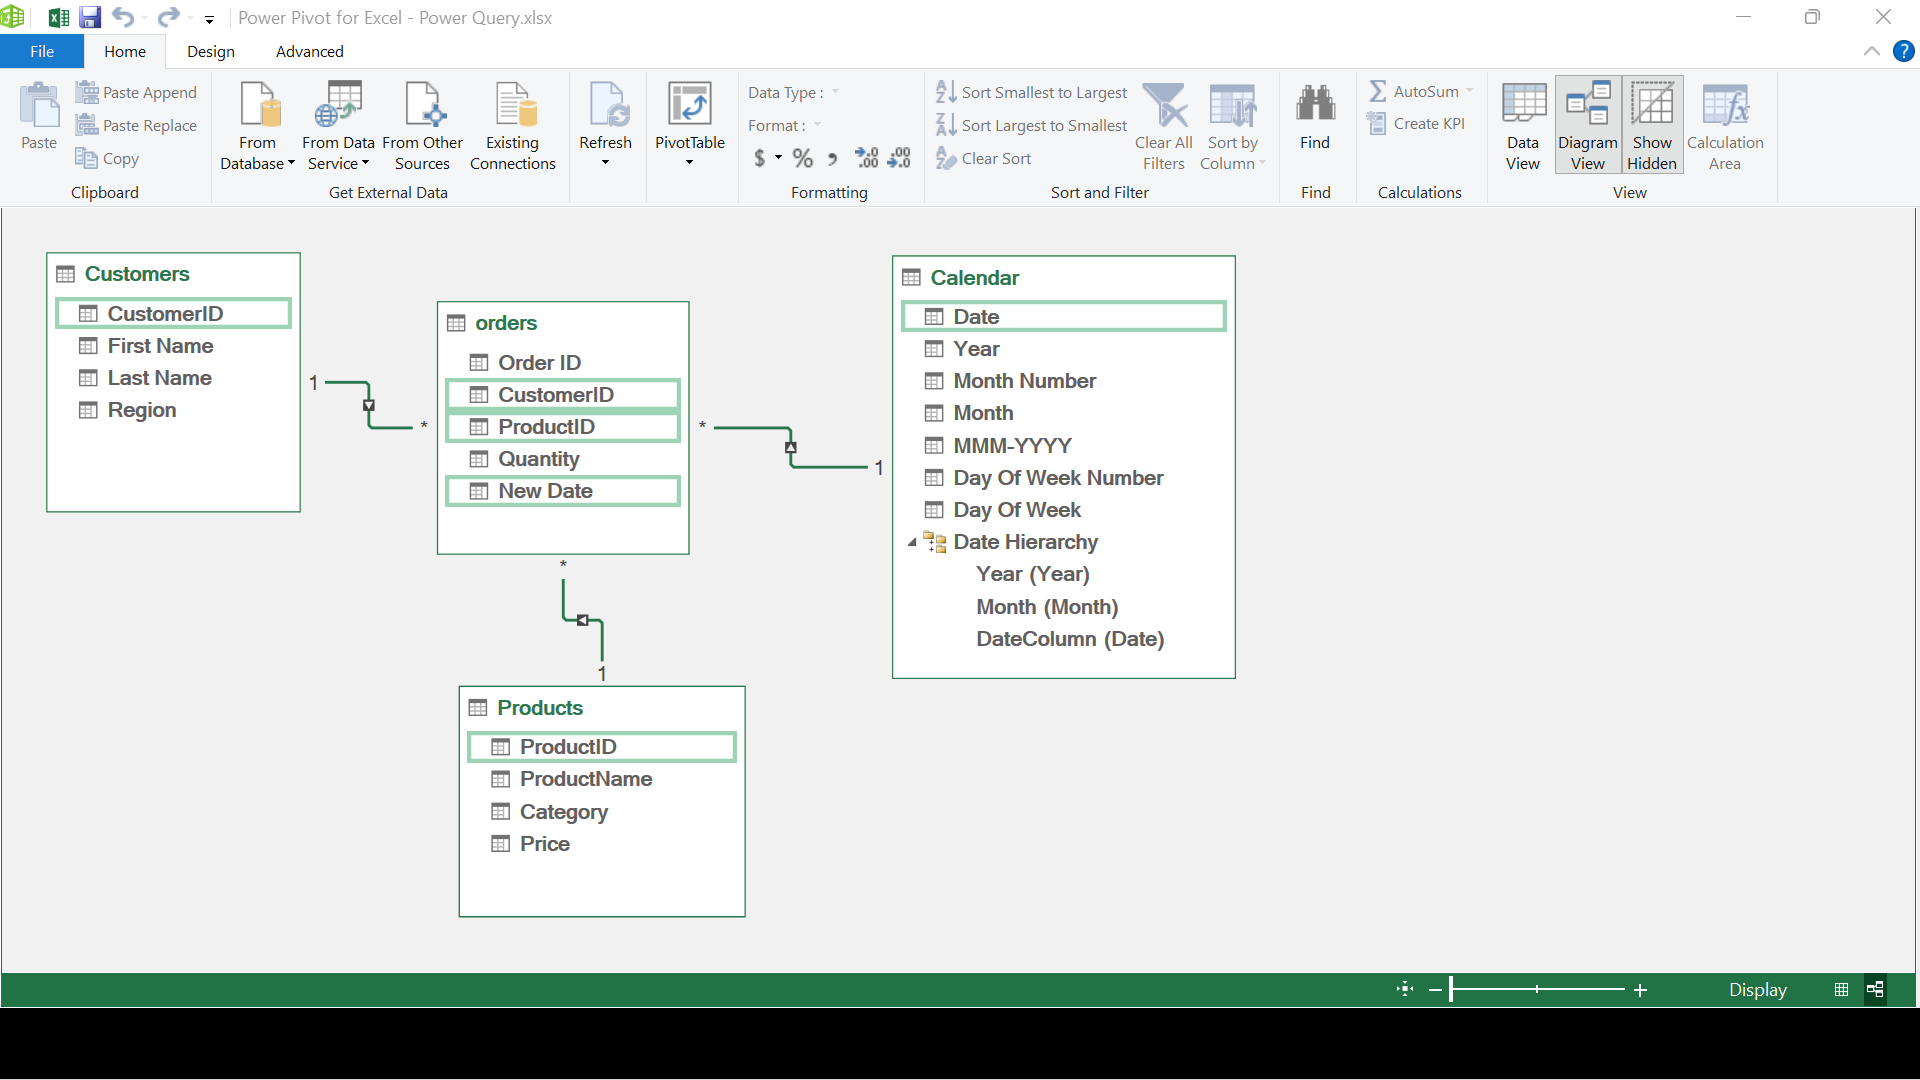 Power Pivot for Excel - Power Query.xlsx
File Home Design Advanced
?
Paste
Paste Append
Paste Replace
Copy
Clipboard
From Database
From Data Service
From Other Sources
Existing Connections
Get External Data
Refresh
PivotTable
Data Type :
Format :
$ % ,
.0 .00
.00 .0
Formatting
Sort Smallest to Largest
Sort Largest to Smallest
Clear Sort
Clear All Filters
Sort by Column
Sort and Filter
Find
Find
AutoSum
Create KPI
Calculations
Data View
Diagram View
Show Hidden
Calculation Area
View
Customers
CustomerID
First Name
Last Name
Region
1
*
orders
Order ID
CustomerID
ProductID
Quantity
New Date
*
1
Calendar
Date
Year
Month Number
Month
MMM-YYYY
Day Of Week Number
Day Of Week
Date Hierarchy
Year (Year)
Month (Month)
DateColumn (Date)
*
1
Products
ProductID
ProductName
Category
Price
Display